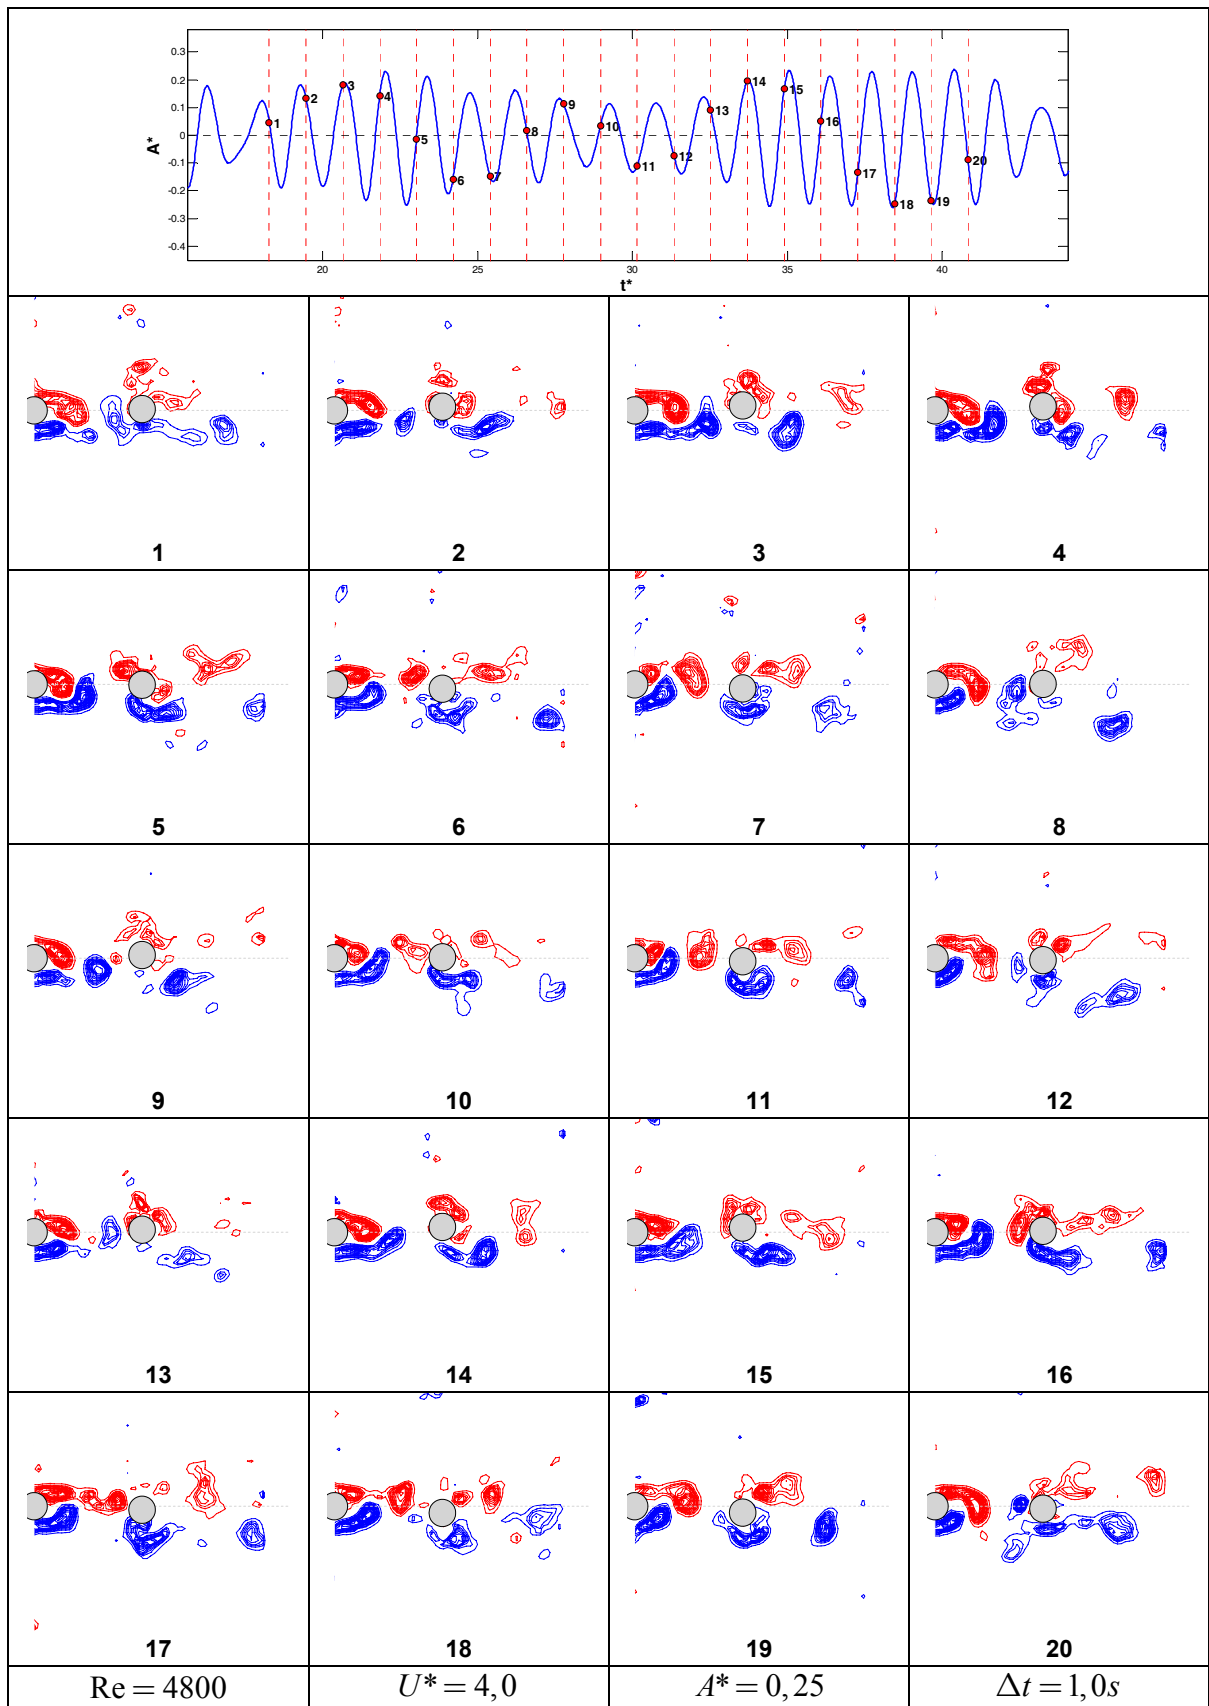 0.3
0.2
0.1
0
-0.1
-0.2
-0.3
-0.4
A*
1 2 3 4 5 6 7 8 9 10 11 12 13 14 15 16 17 18 19 20
20 25 30 35 40
t*
1 2 3 4
5 6 7 8
9 10 11 12
13 14 15 16
17 18 19 20
Re = 4800 U* = 4,0 A* = 0,25 Δt = 1,0s